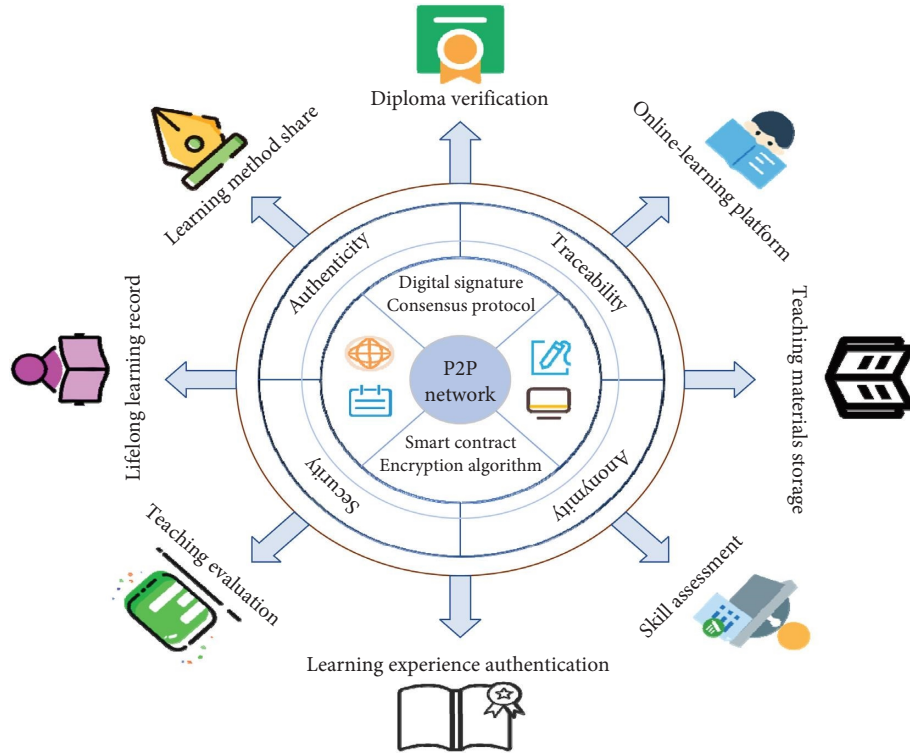 Diploma verification
Learning method share
Online-learning platform
Authenticity
Traceability
Digital signature
Consensus protocol
Lifelong learning record
P2P
network
Teaching materials storage
Smart contract
Encryption algorithm
Security
Anonymity
Teaching evaluation
Skill assessment
Learning experience authentication